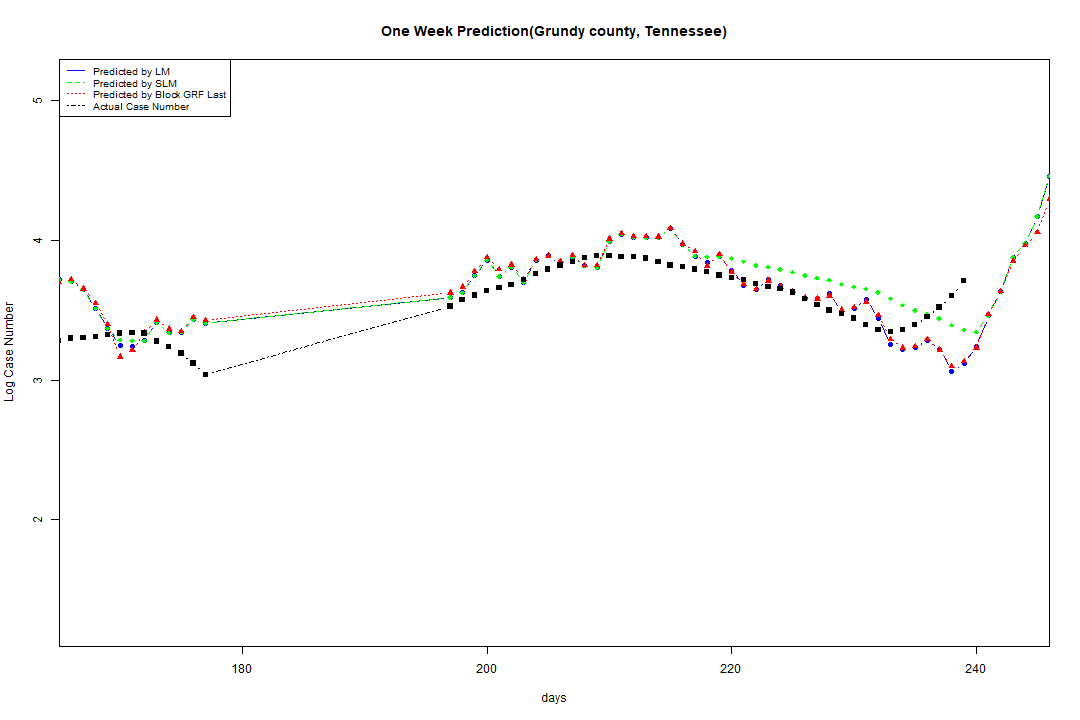 One Week Prediction(Grundy county, Tennessee)
Predicted by LM
Predicted by SLM
Predicted by Block GRF Last
Actual Case Number
5
4
3
2
Log Case Number
180 200 220 240
days